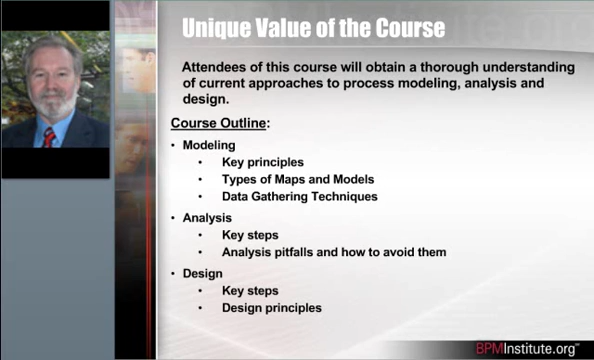 Unique Value of the Course
Attendees of this course will obtain a thorough understanding
of current approaches to process modeling, analysis and
design.
Course Outline:
• Modeling
• Key principles
• Types of Maps and Models
• Data Gathering Techniques
• Analysis
• Key steps
• Analysis pitfalls and how to avoid them
• Design
• Key steps
• Design principles
BPMInstitute.org™